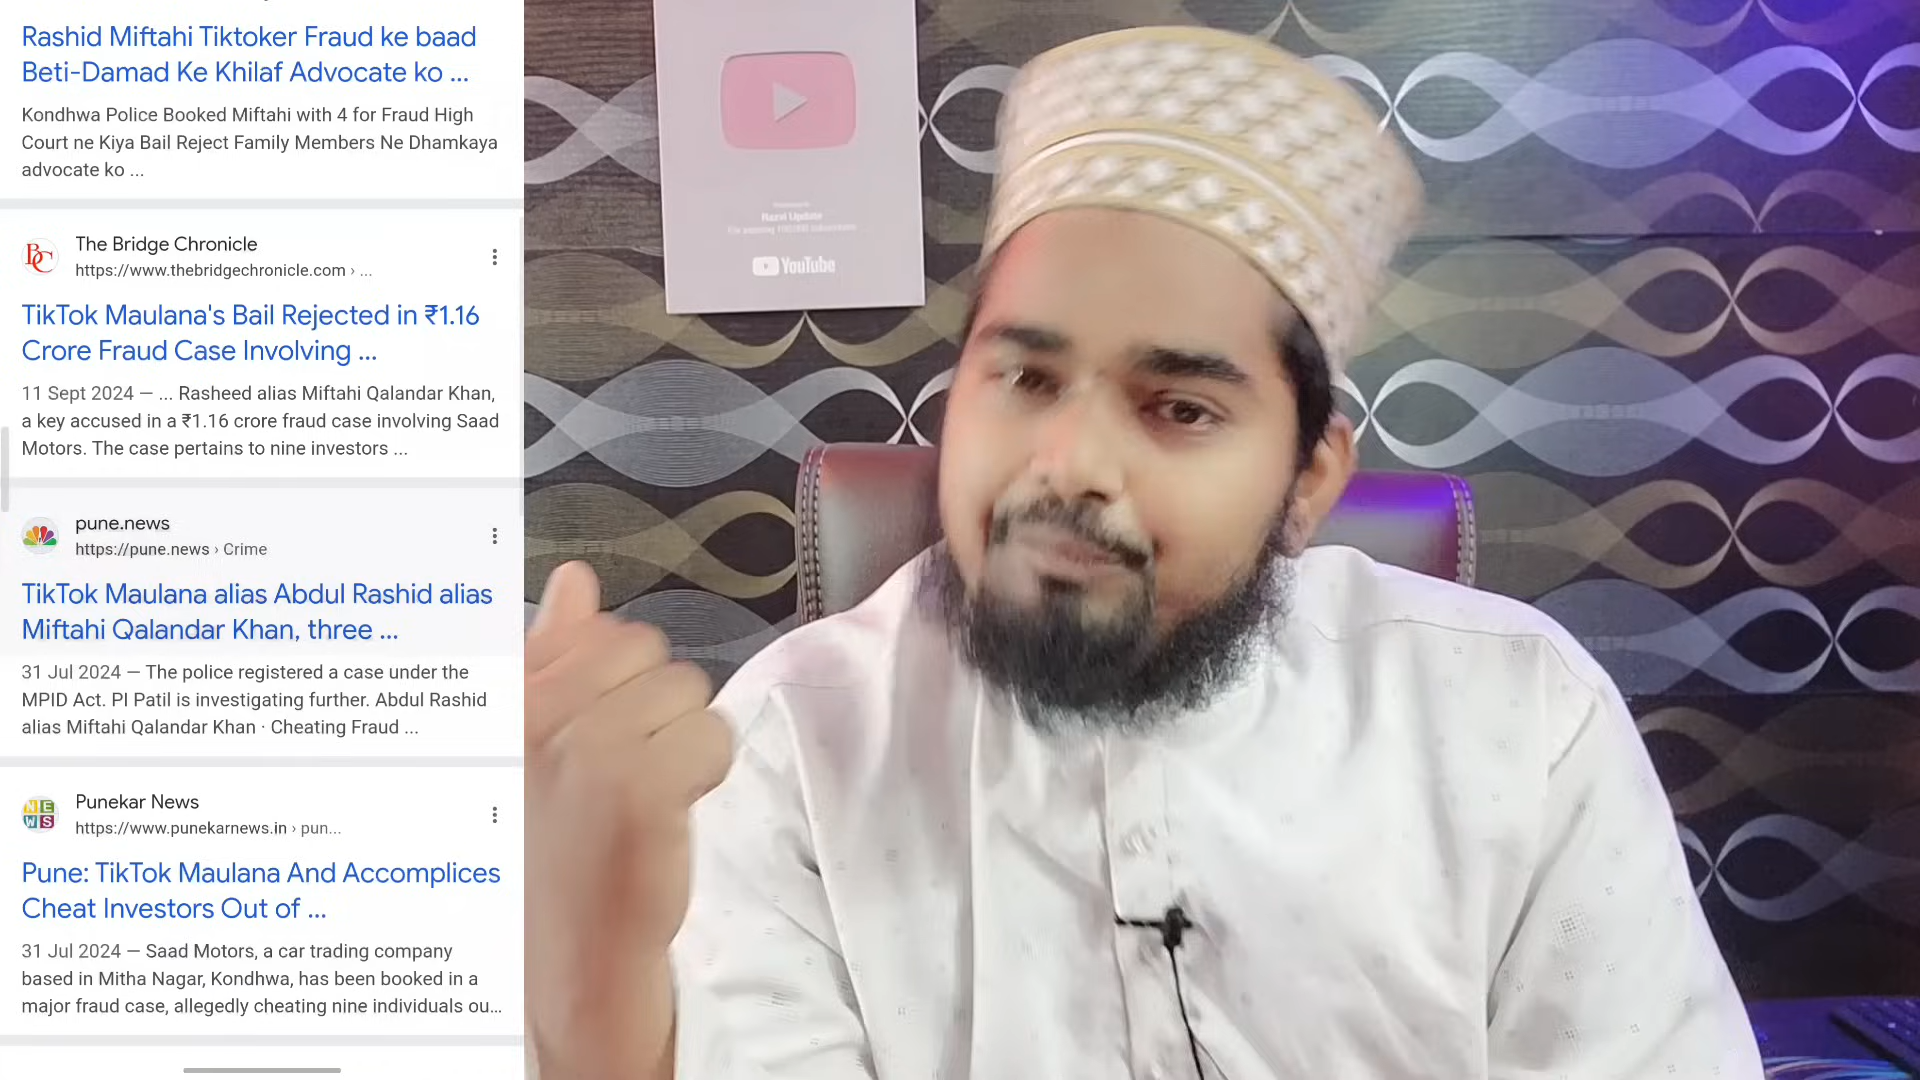 Rashid Miftahi Tiktoker Fraud ke baad
Beti-Damad Ke Khilaf Advocate ko ...
Kondhwa Police Booked Miftahi with 4 for Fraud High
Court ne Kiya Bail Reject Family Members Ne Dhamkaya
advocate ko ...
The Bridge Chronicle
https://www.thebridgechronicle.com › ...
TikTok Maulana's Bail Rejected in ₹1.16
Crore Fraud Case Involving ...
11 Sept 2024 — ... Rasheed alias Miftahi Qalandar Khan,
a key accused in a ₹1.16 crore fraud case involving Saad
Motors. The case pertains to nine investors ...
pune.news
https://pune.news › Crime
TikTok Maulana alias Abdul Rashid alias
Miftahi Qalandar Khan, three ...
31 Jul 2024 — The police registered a case under the
MPID Act. PI Patil is investigating further. Abdul Rashid
alias Miftahi Qalandar Khan · Cheating Fraud ...
NEWS
Punekar News
https://www.punekarnews.in › pun...
Pune: TikTok Maulana And Accomplices
Cheat Investors Out of ...
31 Jul 2024 — Saad Motors, a car trading company
based in Mitha Nagar, Kondhwa, has been booked in a
major fraud case, allegedly cheating nine individuals ou...
Razvi Update
YouTube